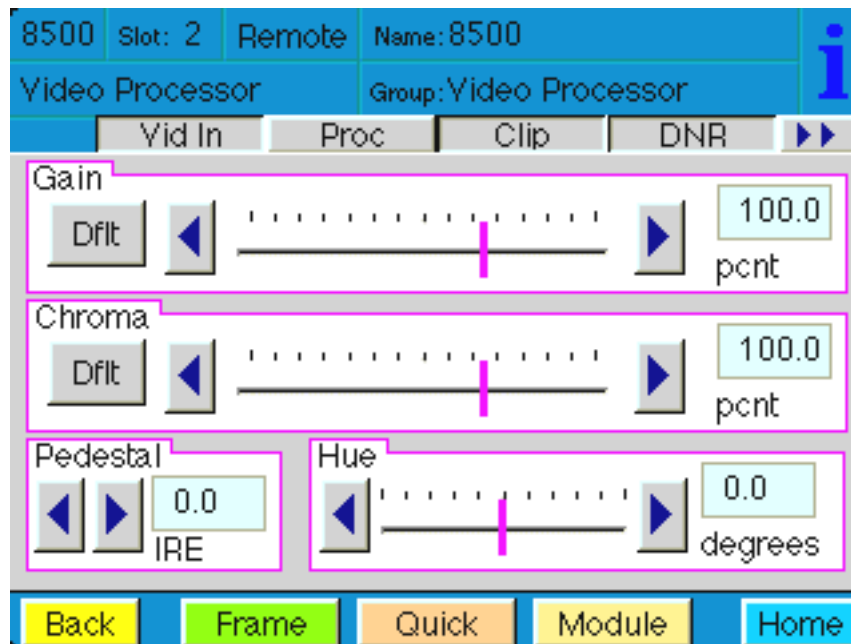 8500 Slot: 2 Remote Name: 8500
Video Processor Group: Video Processor
i
Vid In Proc Clip DNR
Gain
Dflt 100.0
pcnt
Chroma
Dflt 100.0
pcnt
Pedestal Hue
0.0 0.0
IRE degrees
Back Frame Quick Module Home